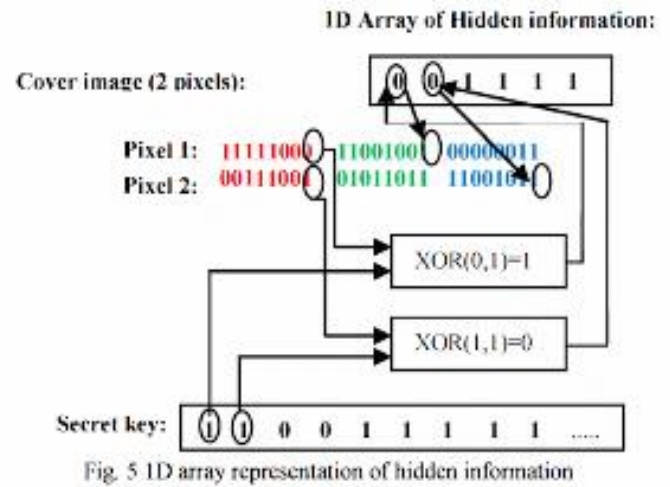 1D Array of Hidden information:
Cover image (2 pixels): 0 0 1 1 1 1
Pixel 1: 11111000 11001001 00000011
Pixel 2: 00111001 01011011 1100101
XOR(0,1)=1
XOR(1,1)=0
Secret key: 1 1 0 0 1 1 1 1 1 .....
Fig. 5 1D array representation of hidden information